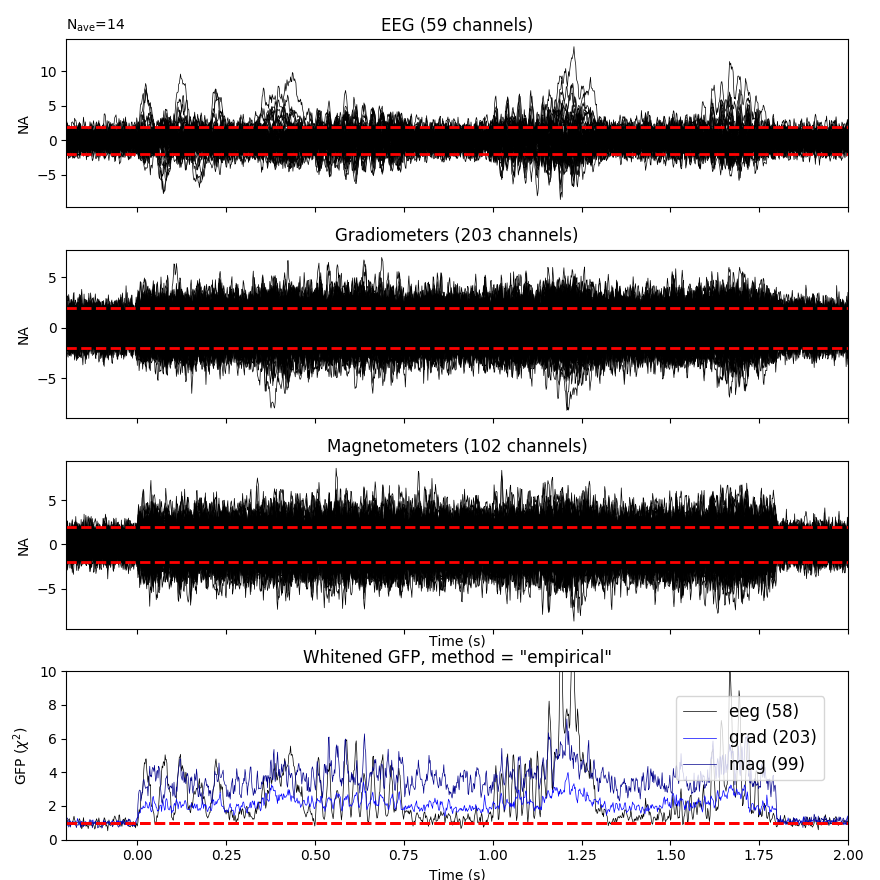 N_ave=14
EEG (59 channels)
10
5
0
−5
NA
Gradiometers (203 channels)
5
0
−5
NA
Magnetometers (102 channels)
5
0
−5
NA
Time (s)
Whitened GFP, method = "empirical"
10
8
6
4
2
0
GFP (χ²)
eeg (58)
grad (203)
mag (99)
0.00 0.25 0.50 0.75 1.00 1.25 1.50 1.75 2.00
Time (s)